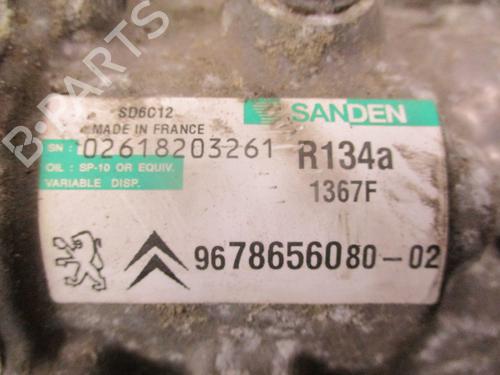 B-PARTS
SD6C12
MADE IN FRANCE
SANDEN
SN : 02618203261
R134a
OIL : SP-10 OR EQUIV.
VARIABLE DISP.
1367F
9678656080-02